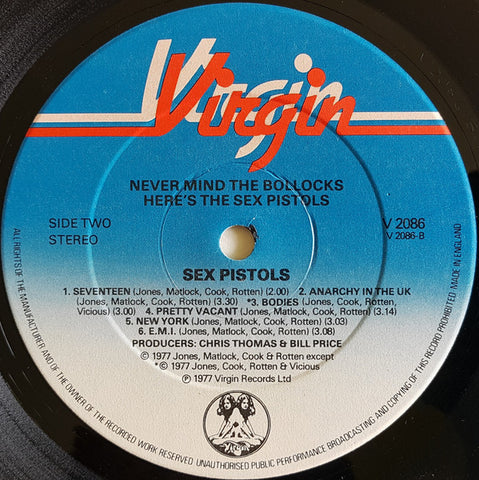 Virgin
NEVER MIND THE BOLLOCKS
HERE'S THE SEX PISTOLS
SIDE TWO
STEREO
V 2086
V 2086-B
SEX PISTOLS
1. SEVENTEEN (Jones, Matlock, Cook, Rotten) (2.00) 2. ANARCHY IN THE UK
(Jones, Matlock, Cook, Rotten) (3.30) *3. BODIES (Jones, Cook, Rotten,
Vicious) (3.00) 4. PRETTY VACANT (Jones, Matlock, Cook, Rotten) (3.14)
5. NEW YORK (Jones, Matlock, Cook, Rotten) (3.03)
6. E.M.I. (Jones, Matlock, Cook, Rotten) (3.08)
PRODUCERS: CHRIS THOMAS & BILL PRICE
© 1977 Jones, Matlock, Cook & Rotten except
*© 1977 Jones, Cook, Rotten & Vicious
℗ 1977 Virgin Records Ltd
ALL RIGHTS OF THE MANUFACTURER AND OF THE OWNER OF THE RECORDED WORK RESERVED UNAUTHORISED PUBLIC PERFORMANCE BROADCASTING AND COPYING OF THIS RECORD PROHIBITED MADE IN ENGLAND